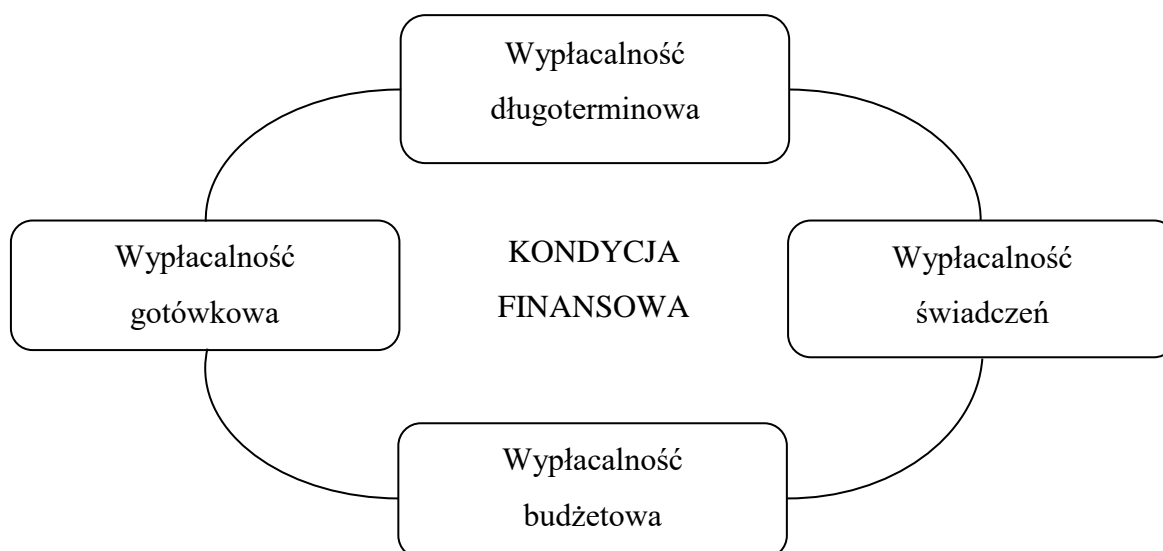 Wypłacalność
długoterminowa
Wypłacalność
gotówkowa
KONDYCJA
FINANSOWA
Wypłacalność
świadczeń
Wypłacalność
budżetowa